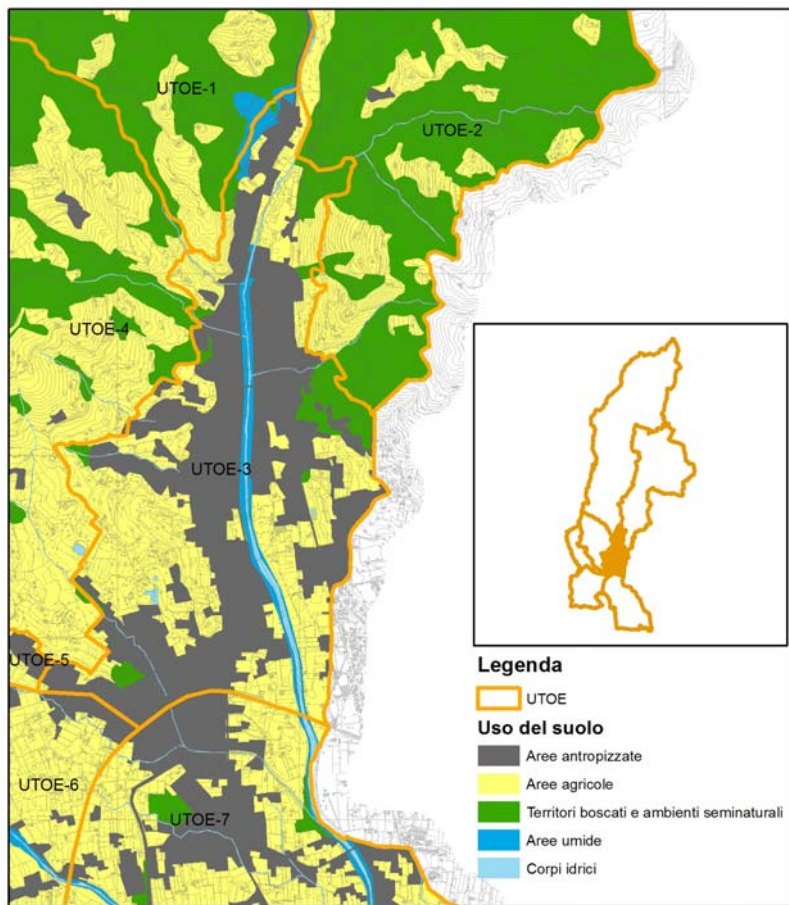 UTOE-1
UTOE-2
UTOE-4
UTOE-3
UTOE-5
UTOE-6
UTOE-7
Legenda
UTOE
Uso del suolo
Aree antropizzate
Aree agricole
Territori boscati e ambienti seminaturali
Aree umide
Corpi idrici